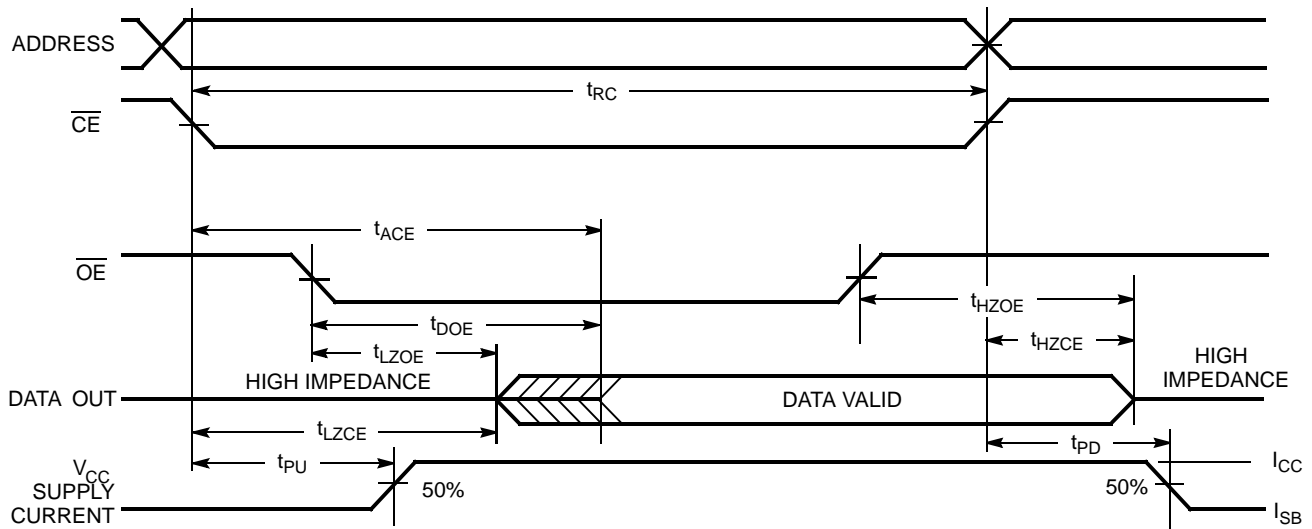 ADDRESS
tRC
CE
tACE
OE
tHZOE
tDOE
tHZCE
tLZOE
HIGH IMPEDANCE
HIGH
IMPEDANCE
DATA OUT
DATA VALID
tLZCE
tPD
tPU
VCC
SUPPLY
CURRENT
50%
50%
ICC
ISB